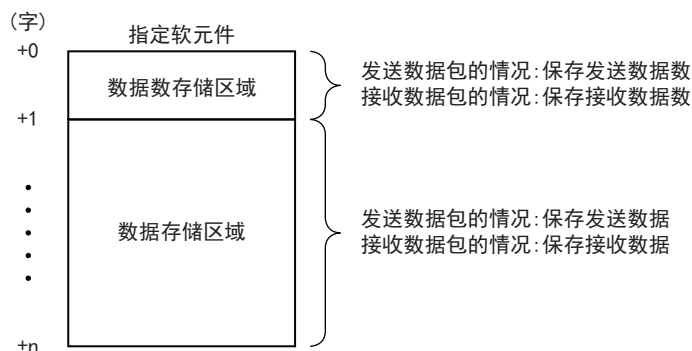 (字)
指定软元件
+0
数据数存储区域
发送数据包的情况:保存发送数据数
接收数据包的情况:保存接收数据数
+1
数据存储区域
发送数据包的情况:保存发送数据
接收数据包的情况:保存接收数据
+n